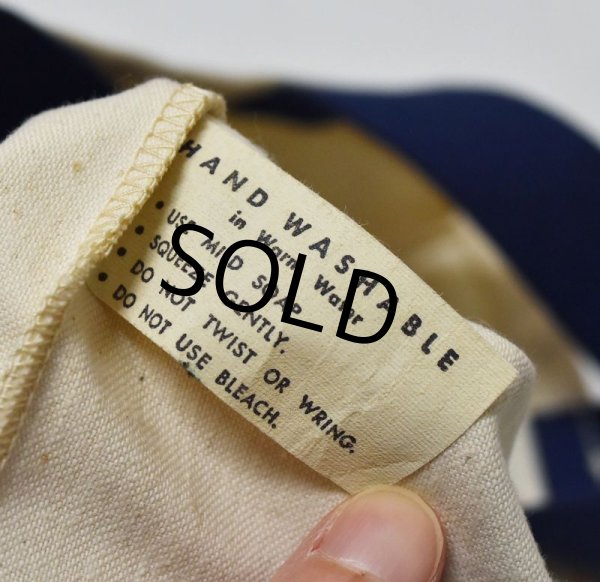 HAND WASHABLE
in Warm Water
• USE MILD SOAP
• SQUEEZE GENTLY.
• DO NOT TWIST OR WRING.
• DO NOT USE BLEACH.
SOLD